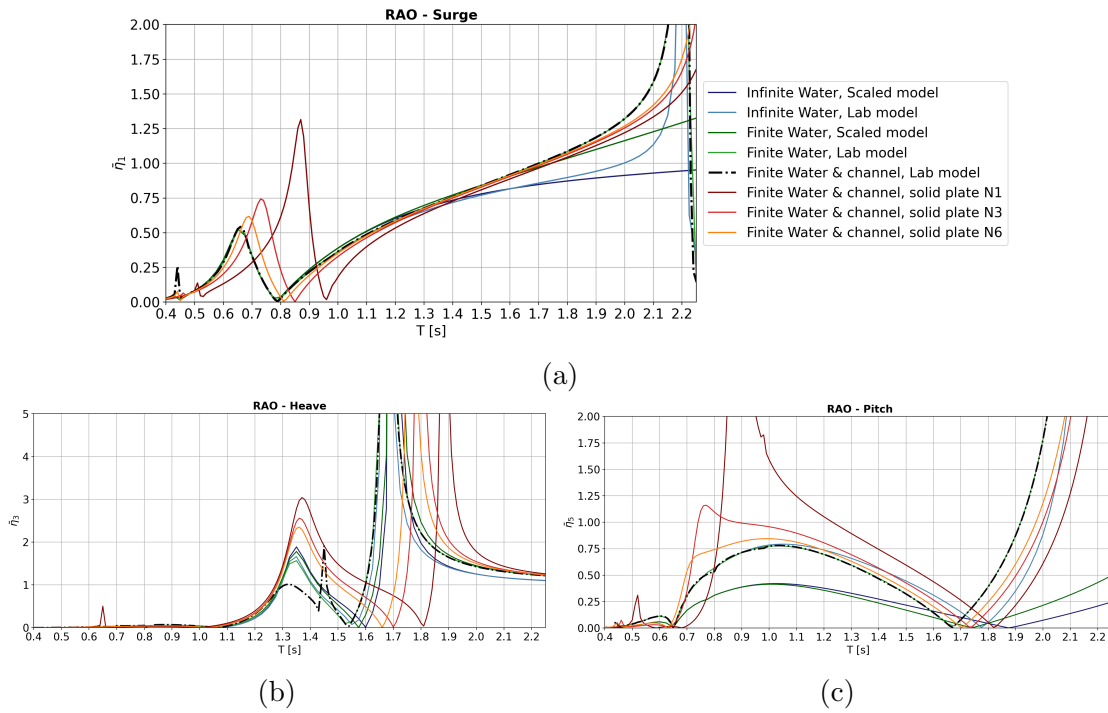 RAO - Surge
2.00
1.75
1.50
1.25
1.00
0.75
0.50
0.25
0.00
η̄1
0.4 0.5 0.6 0.7 0.8 0.9 1.0 1.1 1.2 1.3 1.4 1.5 1.6 1.7 1.8 1.9 2.0 2.1 2.2
T [s]
Infinite Water, Scaled model
Infinite Water, Lab model
Finite Water, Scaled model
Finite Water, Lab model
Finite Water & channel, Lab model
Finite Water & channel, solid plate N1
Finite Water & channel, solid plate N3
Finite Water & channel, solid plate N6
(a)
RAO - Heave
5
4
3
2
1
0
η̄3
0.4 0.5 0.6 0.7 0.8 0.9 1.0 1.1 1.2 1.3 1.4 1.5 1.6 1.7 1.8 1.9 2.0 2.1 2.2
T [s]
(b)
RAO - Pitch
2.00
1.75
1.50
1.25
1.00
0.75
0.50
0.25
0.00
η̄5
0.4 0.5 0.6 0.7 0.8 0.9 1.0 1.1 1.2 1.3 1.4 1.5 1.6 1.7 1.8 1.9 2.0 2.1 2.2
T [s]
(c)